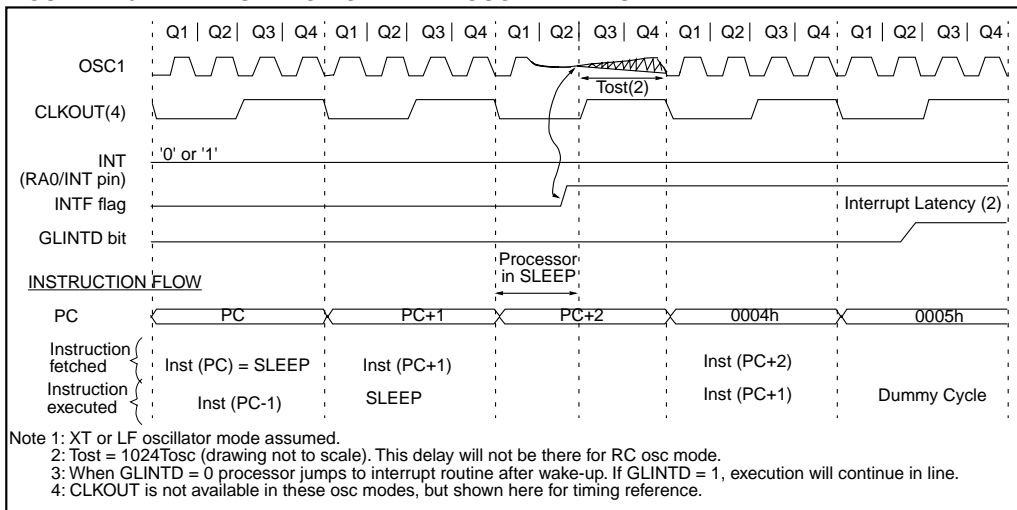 Q1 | Q2 | Q3 | Q4 | Q1 | Q2 | Q3 | Q4 | Q1 | Q2 | Q3 | Q4 | Q1 | Q2 | Q3 | Q4 | Q1 | Q2 | Q3 | Q4
OSC1
Tost(2)
CLKOUT(4)
INT
'0' or '1'
(RA0/INT pin)
INTF flag
Interrupt Latency (2)
GLINTD bit
Processor
in SLEEP
INSTRUCTION FLOW
PC
PC
PC+1
PC+2
0004h
0005h
Instruction
fetched
Inst (PC) = SLEEP
Inst (PC+1)
Inst (PC+2)
Instruction
executed
Inst (PC-1)
SLEEP
Inst (PC+1)
Dummy Cycle
Note 1: XT or LF oscillator mode assumed.
2: Tost = 1024Tosc (drawing not to scale). This delay will not be there for RC osc mode.
3: When GLINTD = 0 processor jumps to interrupt routine after wake-up. If GLINTD = 1, execution will continue in line.
4: CLKOUT is not available in these osc modes, but shown here for timing reference.